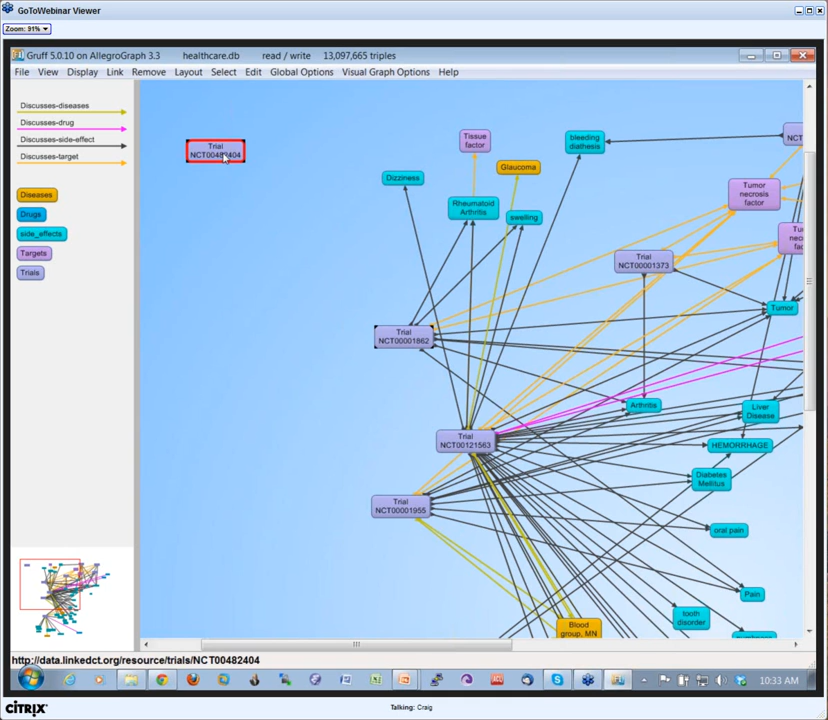 GoToWebinar Viewer
Zoom: 91%
Gruff 5.0.10 on AllegroGraph 3.3 healthcare.db read / write 13,097,665 triples
File View Display Link Remove Layout Select Edit Global Options Visual Graph Options Help
Discusses-diseases
Discusses-drug
Discusses-side-effect
Discusses-target
Diseases
Drugs
side_effects
Targets
Trials
Trial
NCT00482404
Tissue
factor
Glaucoma
bleeding
diathesis
NCT
Dizziness
Rheumatoid
Arthritis
swelling
Tumor
necrosis
factor
Trial
NCT00001373
Tumor
Trial
NCT00001862
Arthritis
Liver
Disease
Trial
NCT00121563
HEMORRHAGE
Diabetes
Mellitus
Trial
NCT00001955
oral pain
Pain
tooth
disorder
Blood
group, MN
http://data.linkedct.org/resource/trials/NCT00482404
10:33 AM
CITRIX
Talking: Craig